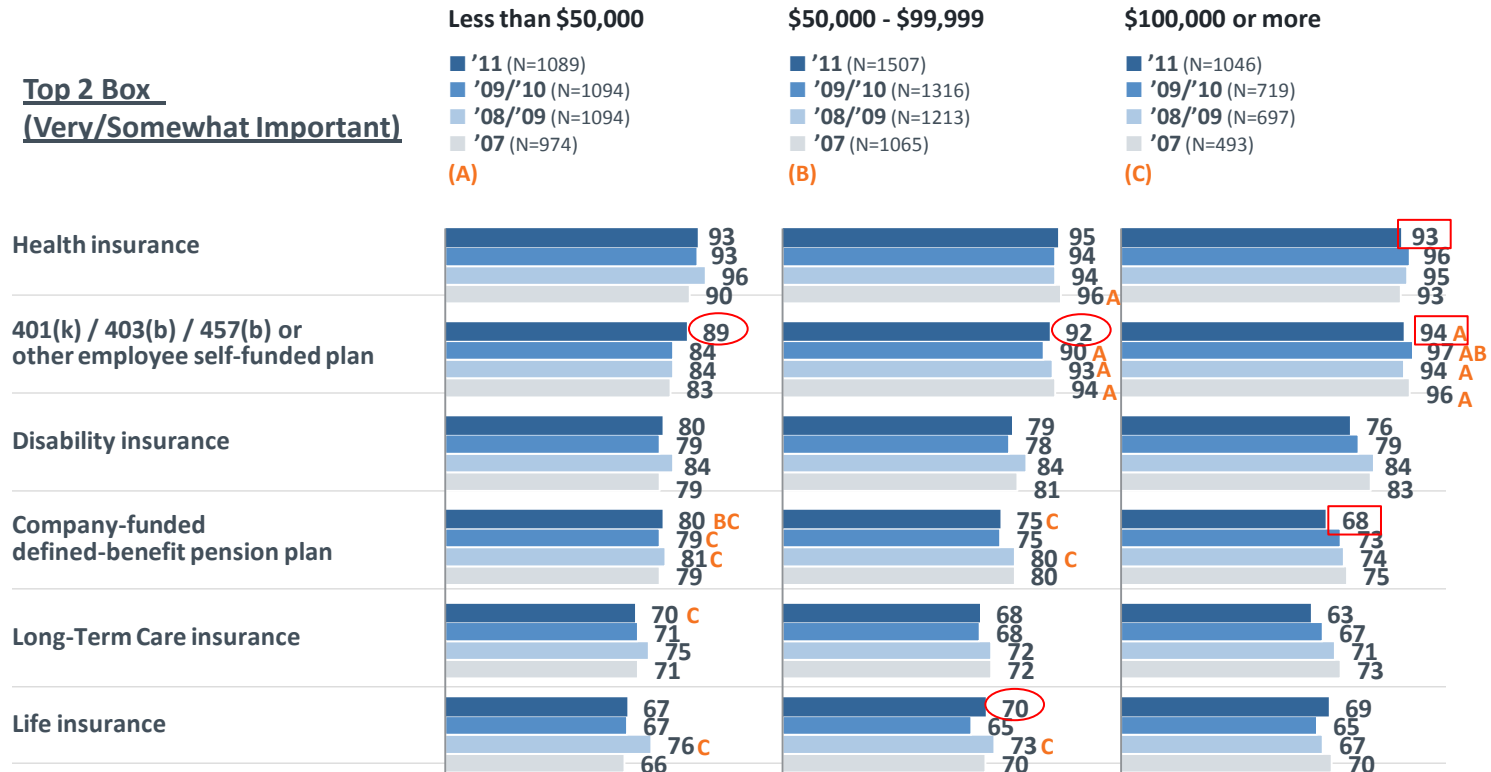 Less than $50,000 $50,000 - $99,999 $100,000 or more
Top 2 Box
(Very/Somewhat Important)
’11 (N=1089) ’11 (N=1507) ’11 (N=1046)
’09/’10 (N=1094) ’09/’10 (N=1316) ’09/’10 (N=719)
’08/’09 (N=1094) ’08/’09 (N=1213) ’08/’09 (N=697)
’07 (N=974) ’07 (N=1065) ’07 (N=493)
(A) (B) (C)
Health insurance
93 95 93
93 94 96
96 94 95
90 96 A 93
401(k) / 403(b) / 457(b) or
other employee self-funded plan
89 92 94 A
84 90 A 97 AB
84 93 A 94 A
83 94 A 96 A
Disability insurance
80 79 76
79 78 79
84 84 84
79 81 83
Company-funded
defined-benefit pension plan
80 BC 75 C 68
79 C 75 73
81 C 80 C 74
79 80 75
Long-Term Care insurance
70 C 68 63
71 68 67
75 72 71
71 72 73
Life insurance
67 70 69
67 65 65
76 C 73 C 67
66 70 70